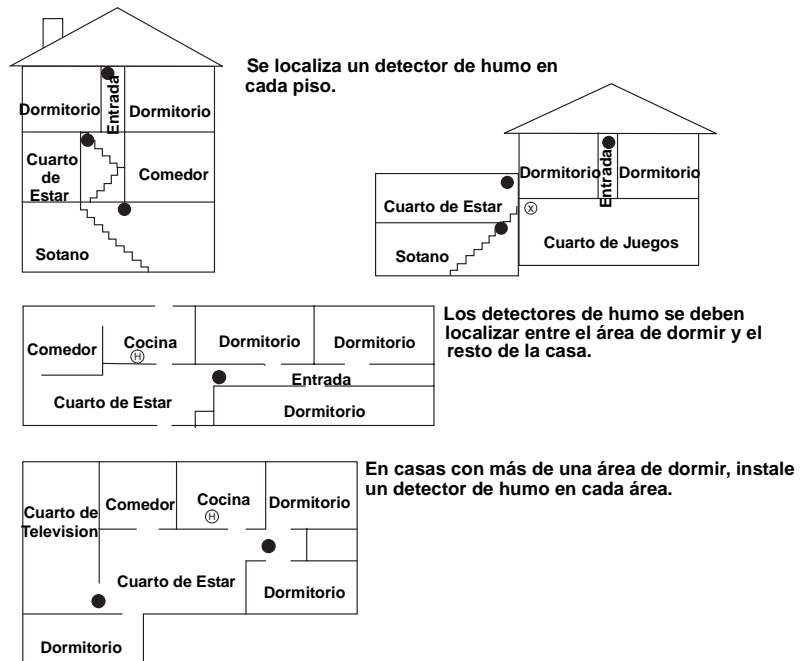 Se localiza un detector de humo en
cada piso.
Dormitorio
Entrada
Dormitorio
Cuarto
de
Estar
Comedor
Sotano
Dormitorio
Entrada
Dormitorio
Cuarto de Estar
X
Sotano
Cuarto de Juegos
Los detectores de humo se deben
localizar entre el área de dormir y el
resto de la casa.
Comedor
Cocina
H
Dormitorio
Dormitorio
Entrada
Cuarto de Estar
Dormitorio
En casas con más de una área de dormir, instale
un detector de humo en cada área.
Cuarto de
Television
Comedor
Cocina
H
Dormitorio
Cuarto de Estar
Dormitorio
Dormitorio